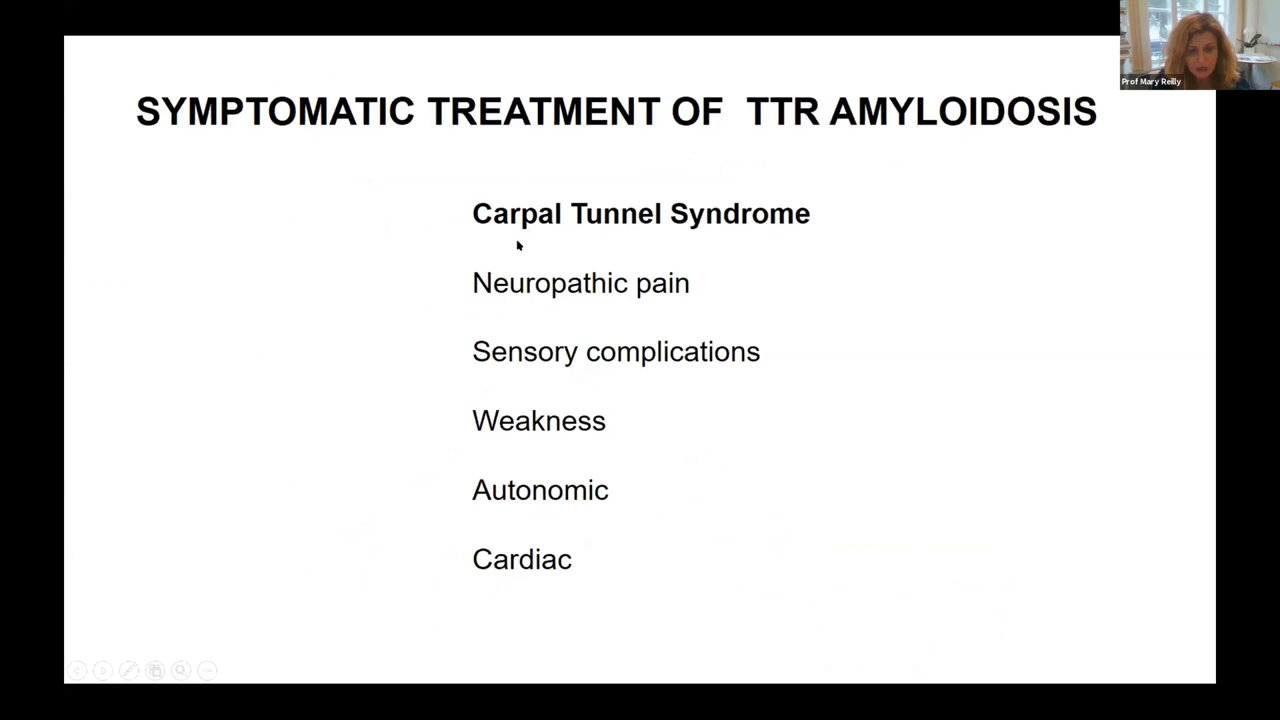 Prof Mary Reilly
SYMPTOMATIC TREATMENT OF TTR AMYLOIDOSIS
Carpal Tunnel Syndrome
Neuropathic pain
Sensory complications
Weakness
Autonomic
Cardiac